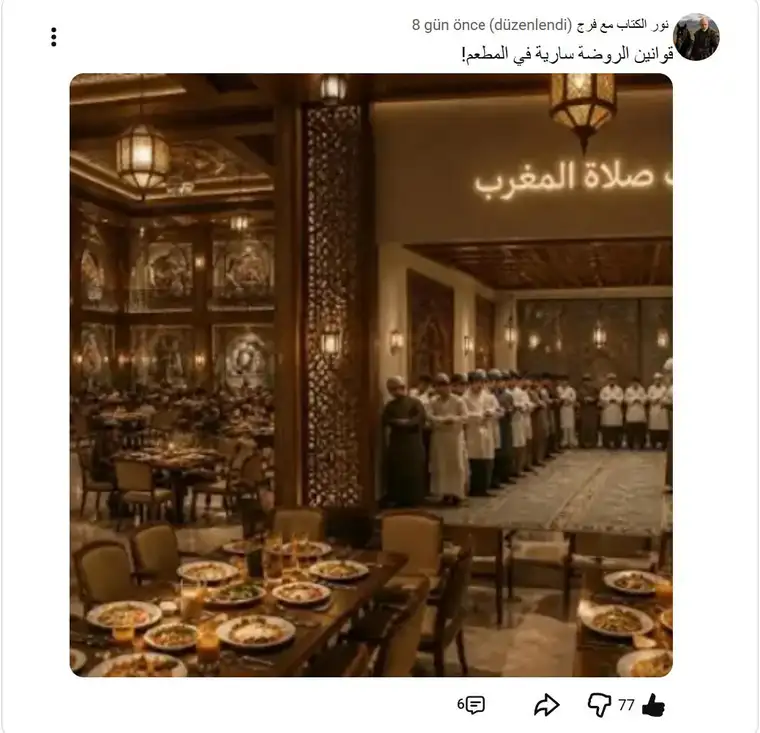 نور الكتاب مع فرج 8 gün önce (düzenlendi)
قوانين الروضة سارية في المطعم!
صلاة المغرب
77
6